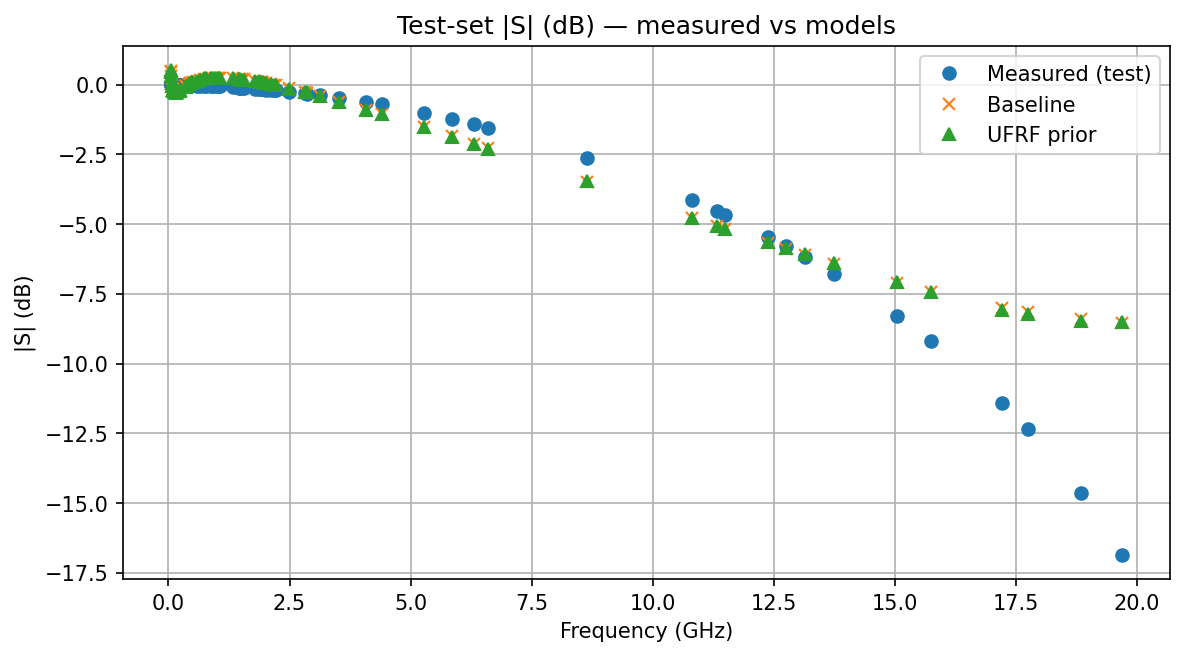 Test-set |S| (dB) — measured vs models
Measured (test)
Baseline
UFRF prior
|S| (dB)
0.0
−2.5
−5.0
−7.5
−10.0
−12.5
−15.0
−17.5
0.0 2.5 5.0 7.5 10.0 12.5 15.0 17.5 20.0
Frequency (GHz)